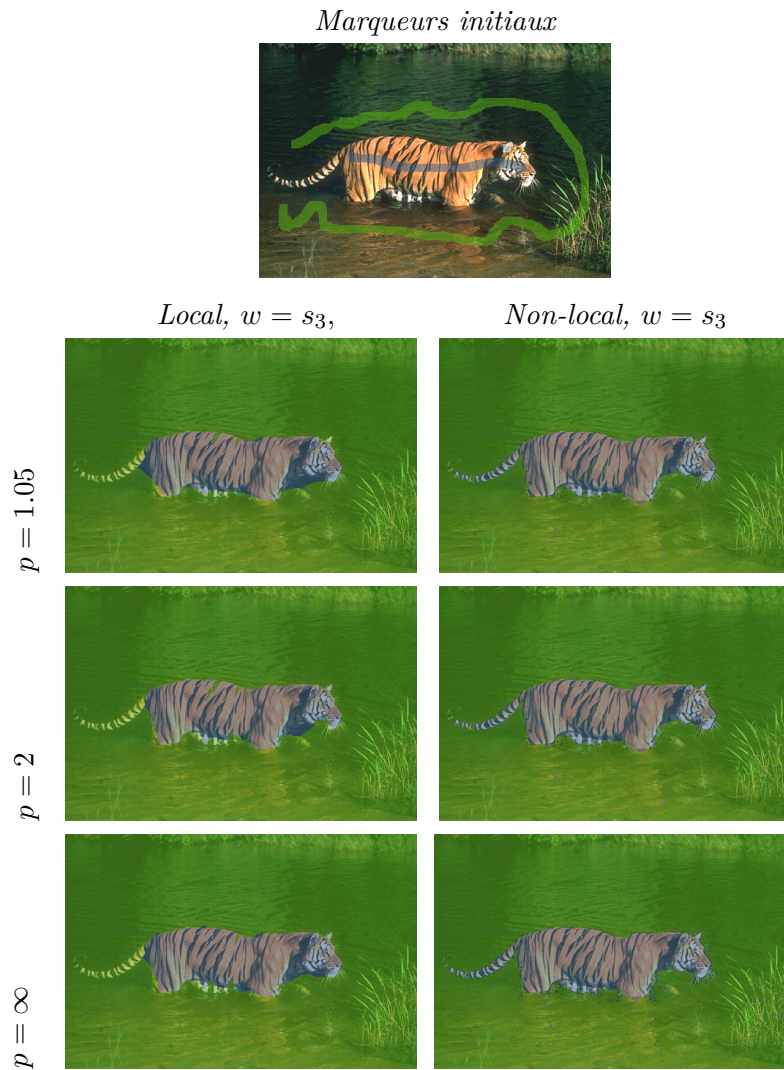 Marqueurs initiaux
Local, w = s₃,
Non-local, w = s₃
p = 1.05
p = 2
p = ∞